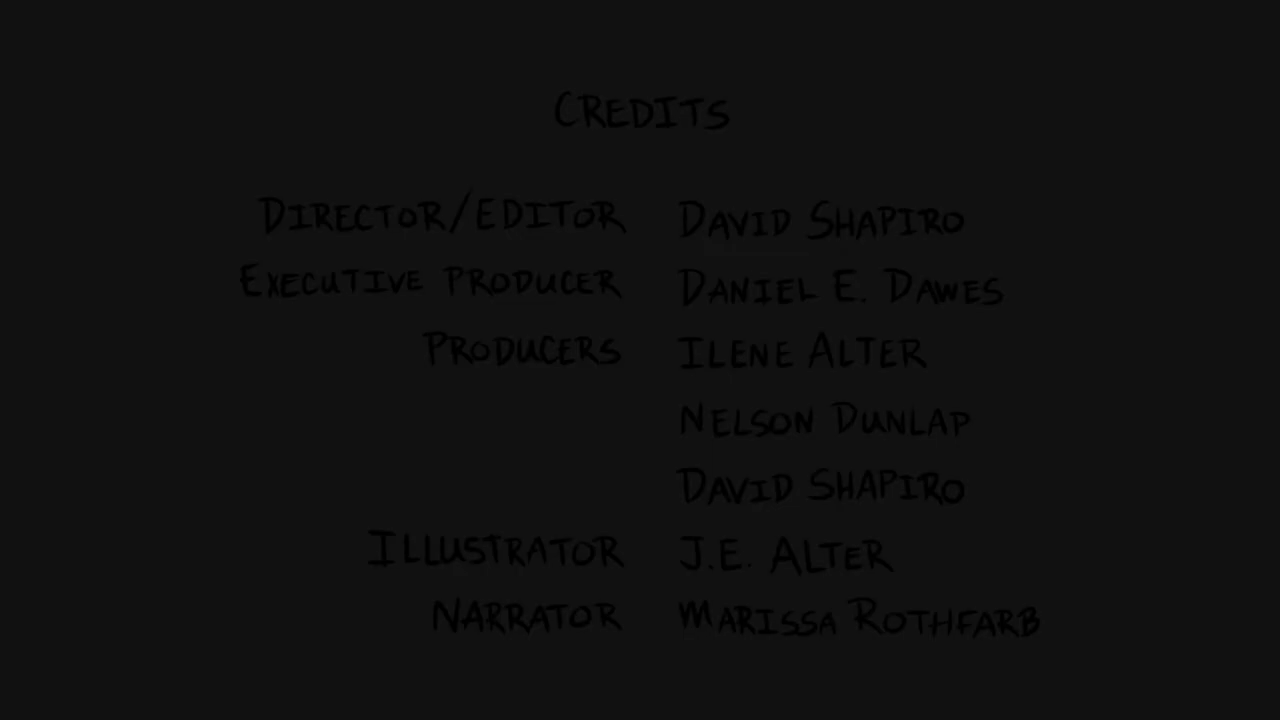 CREDITS
DIRECTOR/EDITOR DAVID SHAPIRO
EXECUTIVE PRODUCER DANIEL E. DAWES
PRODUCERS ILENE ALTER
NELSON DUNLAP
DAVID SHAPIRO
ILLUSTRATOR J.E. ALTER
NARRATOR MARISSA ROTHFARB